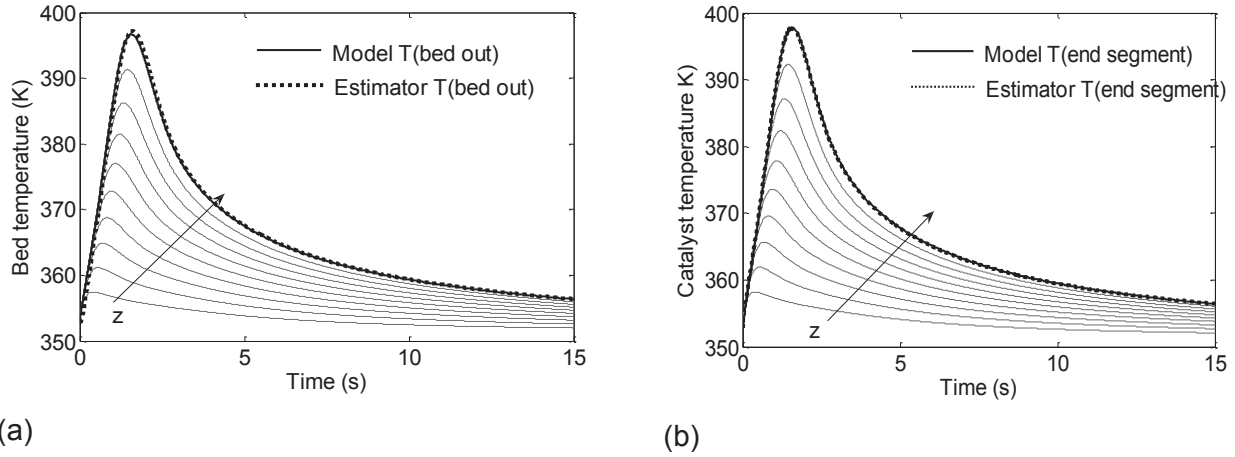 400
390
380
370
360
350
Bed temperature (K)
Model T(bed out)
Estimator T(bed out)
z
0
5
10
15
Time (s)
(a)
400
390
380
370
360
350
Catalyst temperature K)
Model T(end segment)
Estimator T(end segment)
z
0
5
10
15
Time (s)
(b)